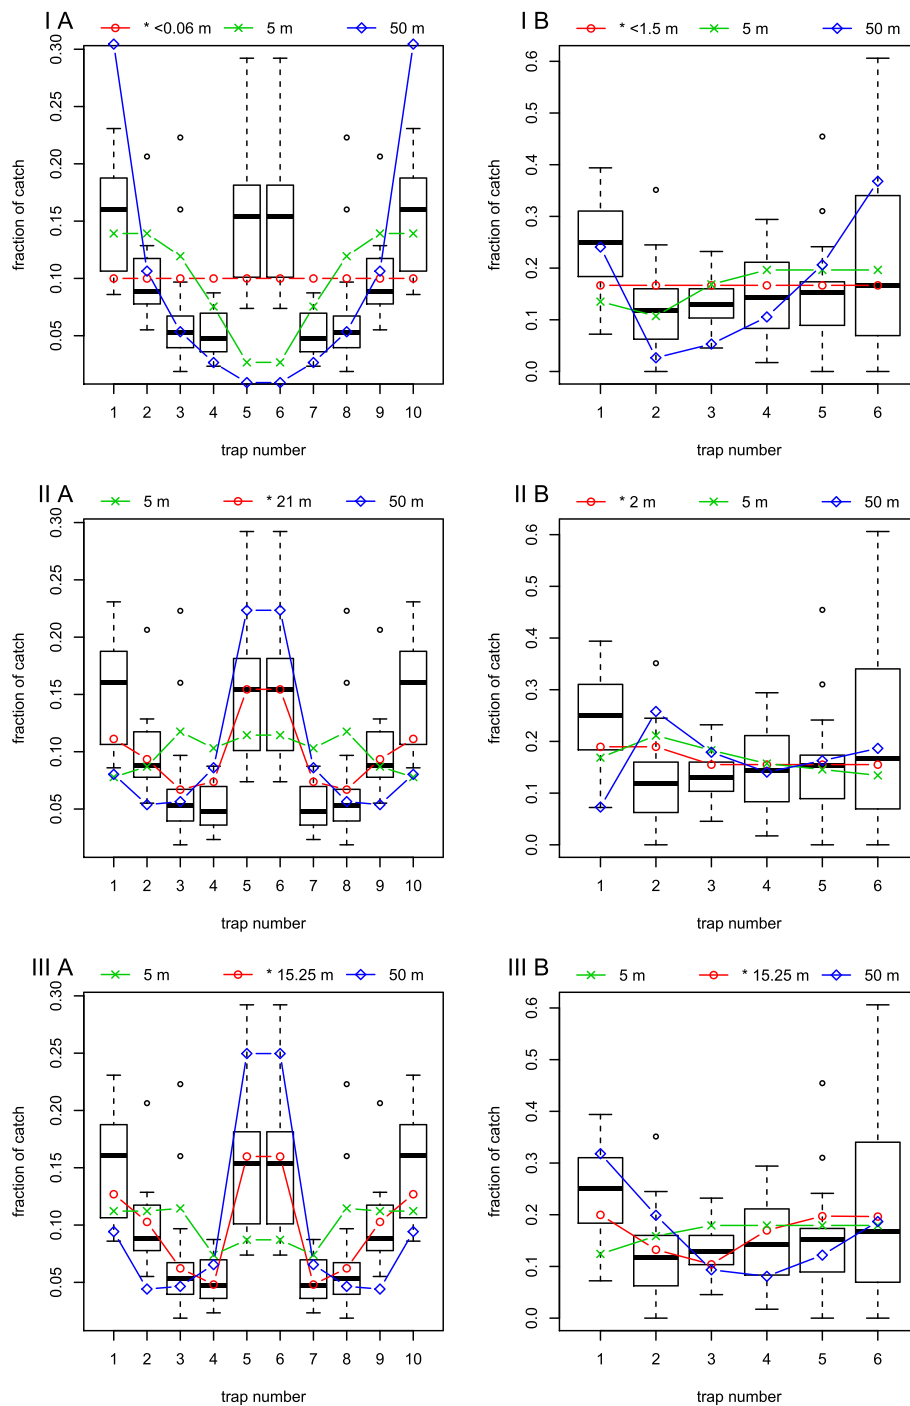 I A
* <0.06 m 5 m 50 m
fraction of catch
0.30
0.25
0.20
0.15
0.10
0.05
1 2 3 4 5 6 7 8 9 10
trap number
I B
* <1.5 m 5 m 50 m
fraction of catch
0.6
0.5
0.4
0.3
0.2
0.1
0.0
1 2 3 4 5 6
trap number
II A
5 m * 21 m 50 m
fraction of catch
0.30
0.25
0.20
0.15
0.10
0.05
1 2 3 4 5 6 7 8 9 10
trap number
II B
* 2 m 5 m 50 m
fraction of catch
0.6
0.5
0.4
0.3
0.2
0.1
0.0
1 2 3 4 5 6
trap number
III A
5 m * 15.25 m 50 m
fraction of catch
0.30
0.25
0.20
0.15
0.10
0.05
1 2 3 4 5 6 7 8 9 10
trap number
III B
5 m * 15.25 m 50 m
fraction of catch
0.6
0.5
0.4
0.3
0.2
0.1
0.0
1 2 3 4 5 6
trap number